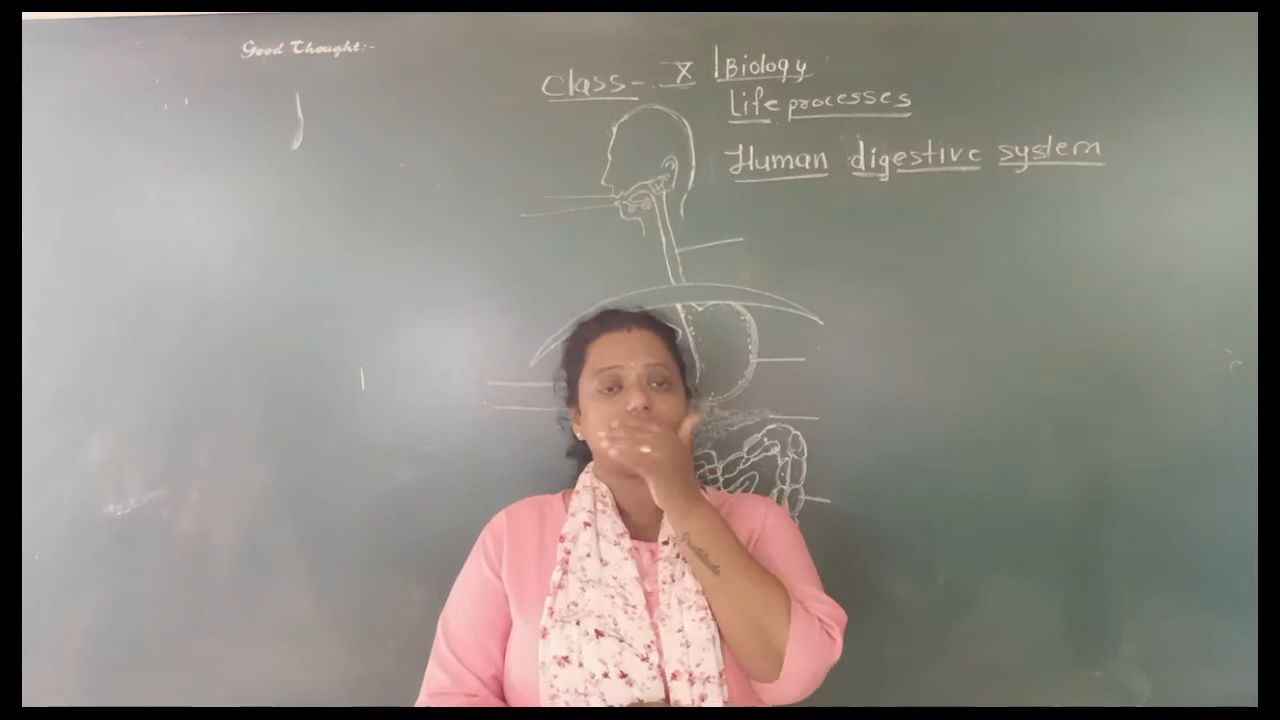 Good Thought:-
Class- X Biology
Life processes
Human digestive system